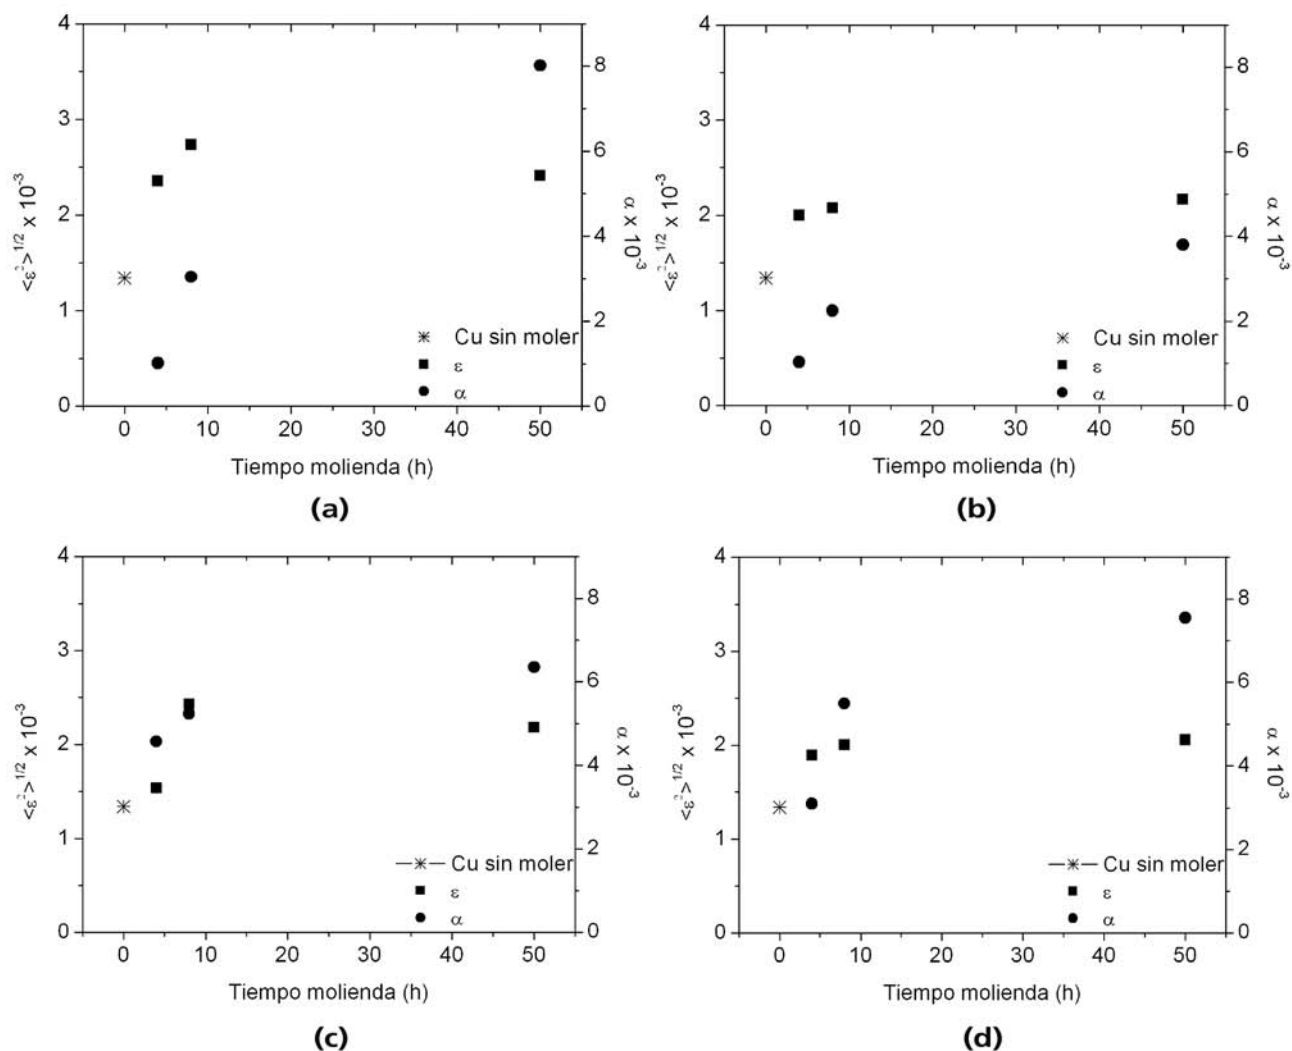 4
3
2
1
0
<ε²>^1/2 x 10^-3
8
6
4
2
0
α x 10^-3
Cu sin moler
ε
α
0 10 20 30 40 50
Tiempo molienda (h)
(a)
4
3
2
1
0
<ε²>^1/2 x 10^-3
8
6
4
2
0
α x 10^-3
Cu sin moler
ε
α
0 10 20 30 40 50
Tiempo molienda (h)
(b)
4
3
2
1
0
<ε²>^1/2 x 10^-3
8
6
4
2
0
α x 10^-3
Cu sin moler
ε
α
0 10 20 30 40 50
Tiempo molienda (h)
(c)
4
3
2
1
0
<ε²>^1/2 x 10^-3
8
6
4
2
0
α x 10^-3
Cu sin moler
ε
α
0 10 20 30 40 50
Tiempo molienda (h)
(d)